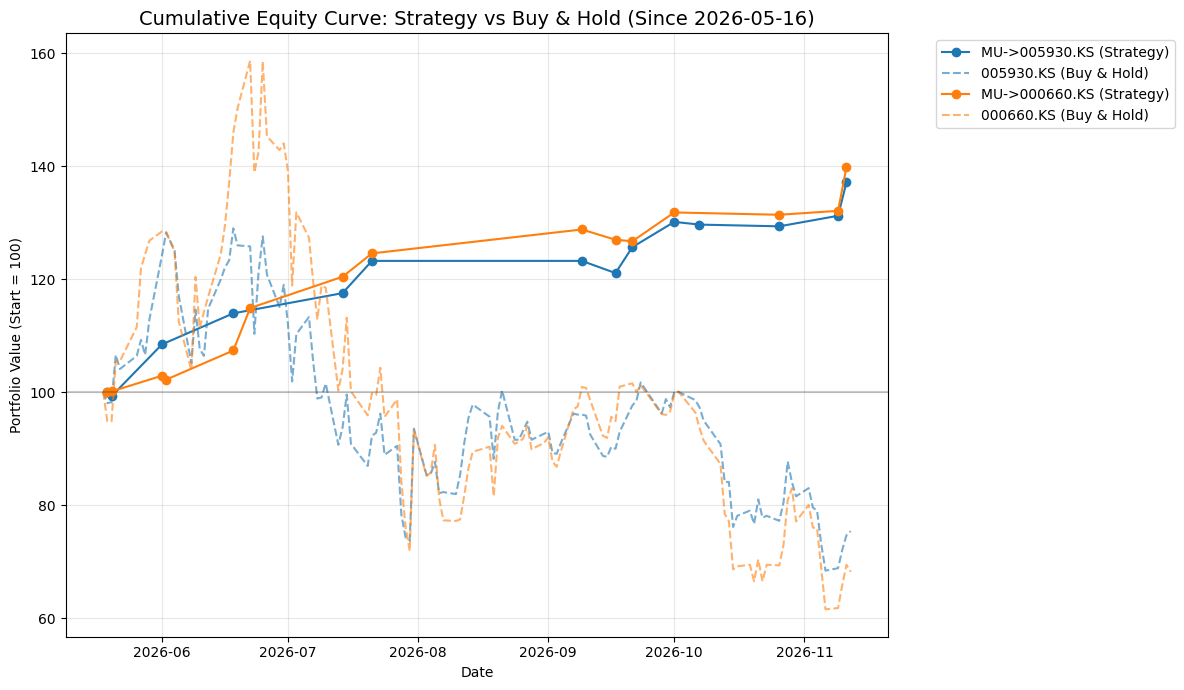 Cumulative Equity Curve: Strategy vs Buy & Hold (Since 2026-05-16)
MU->005930.KS (Strategy)
005930.KS (Buy & Hold)
MU->000660.KS (Strategy)
000660.KS (Buy & Hold)
Portfolio Value (Start = 100)
160
140
120
100
80
60
2026-06
2026-07
2026-08
2026-09
2026-10
2026-11
Date